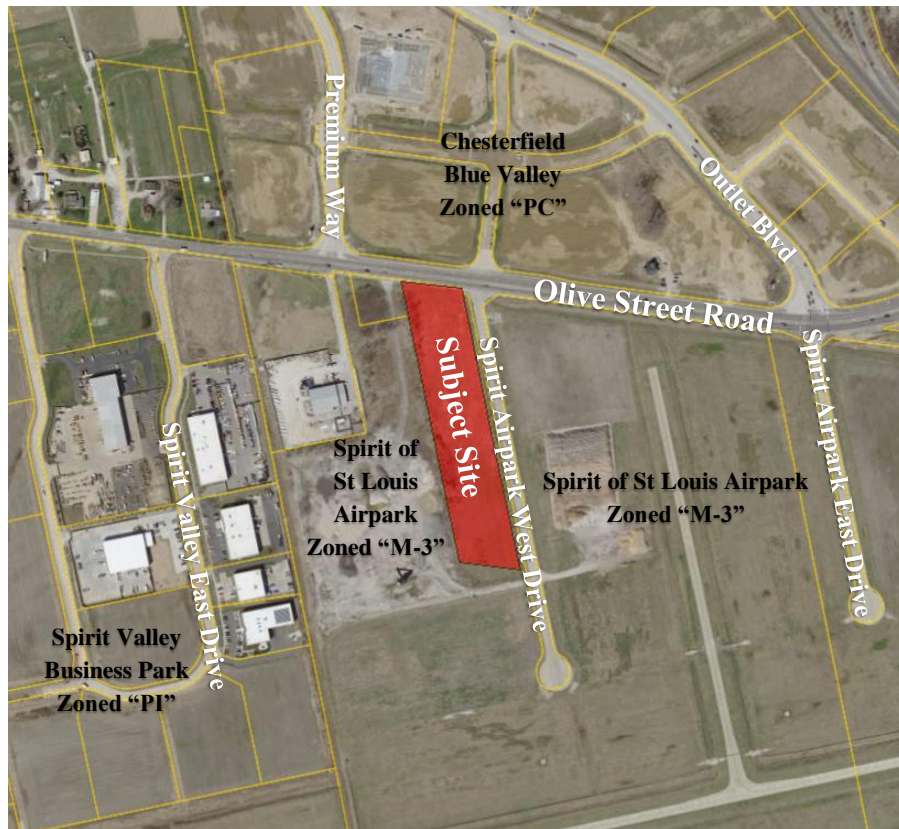 Premium Way
Chesterfield
Blue Valley
Zoned “PC”
Outlet Blvd
Olive Street Road
Subject Site
Spirit Airpark West Drive
Spirit Airpark East Drive
Spirit Valley East Drive
Spirit of
St Louis
Airpark
Zoned “M-3”
Spirit of St Louis Airpark
Zoned “M-3”
Spirit Valley
Business Park
Zoned “PI”